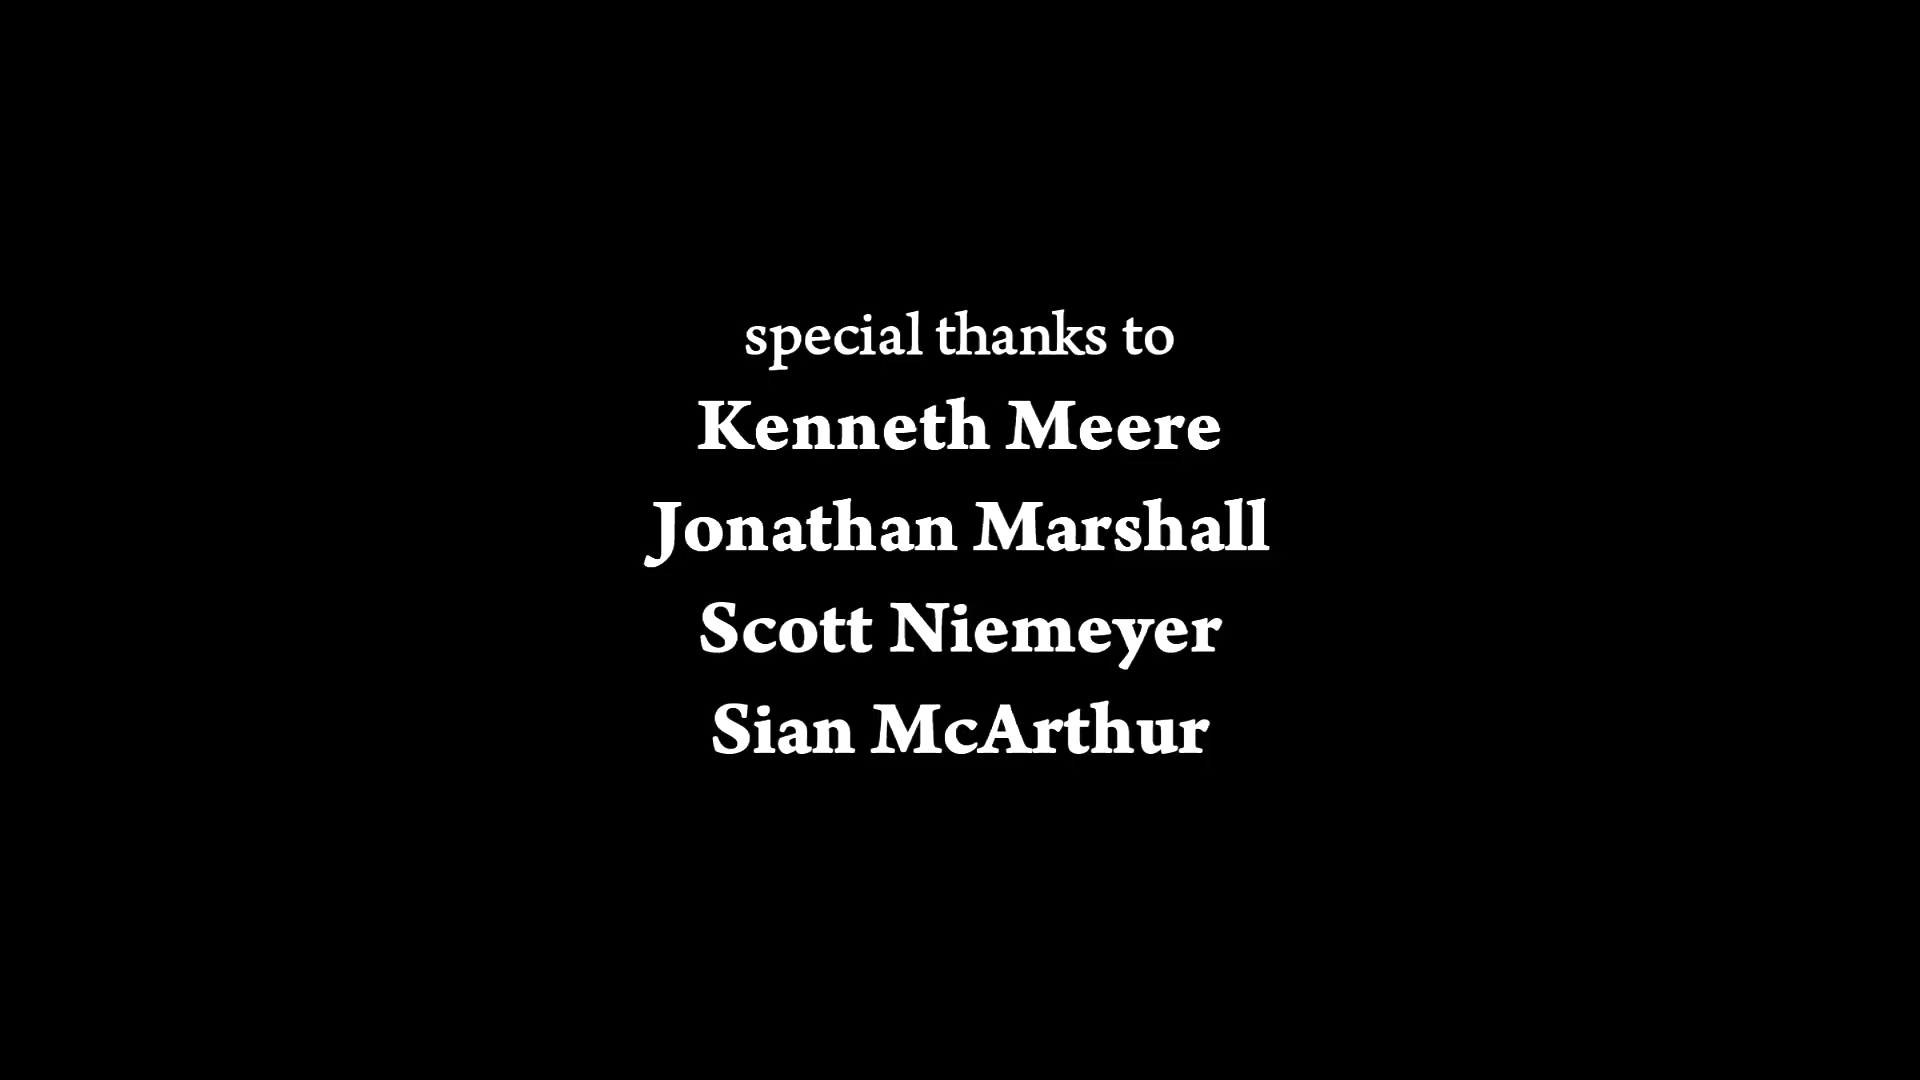 special thanks to
Kenneth Meere
Jonathan Marshall
Scott Niemeyer
Sian McArthur